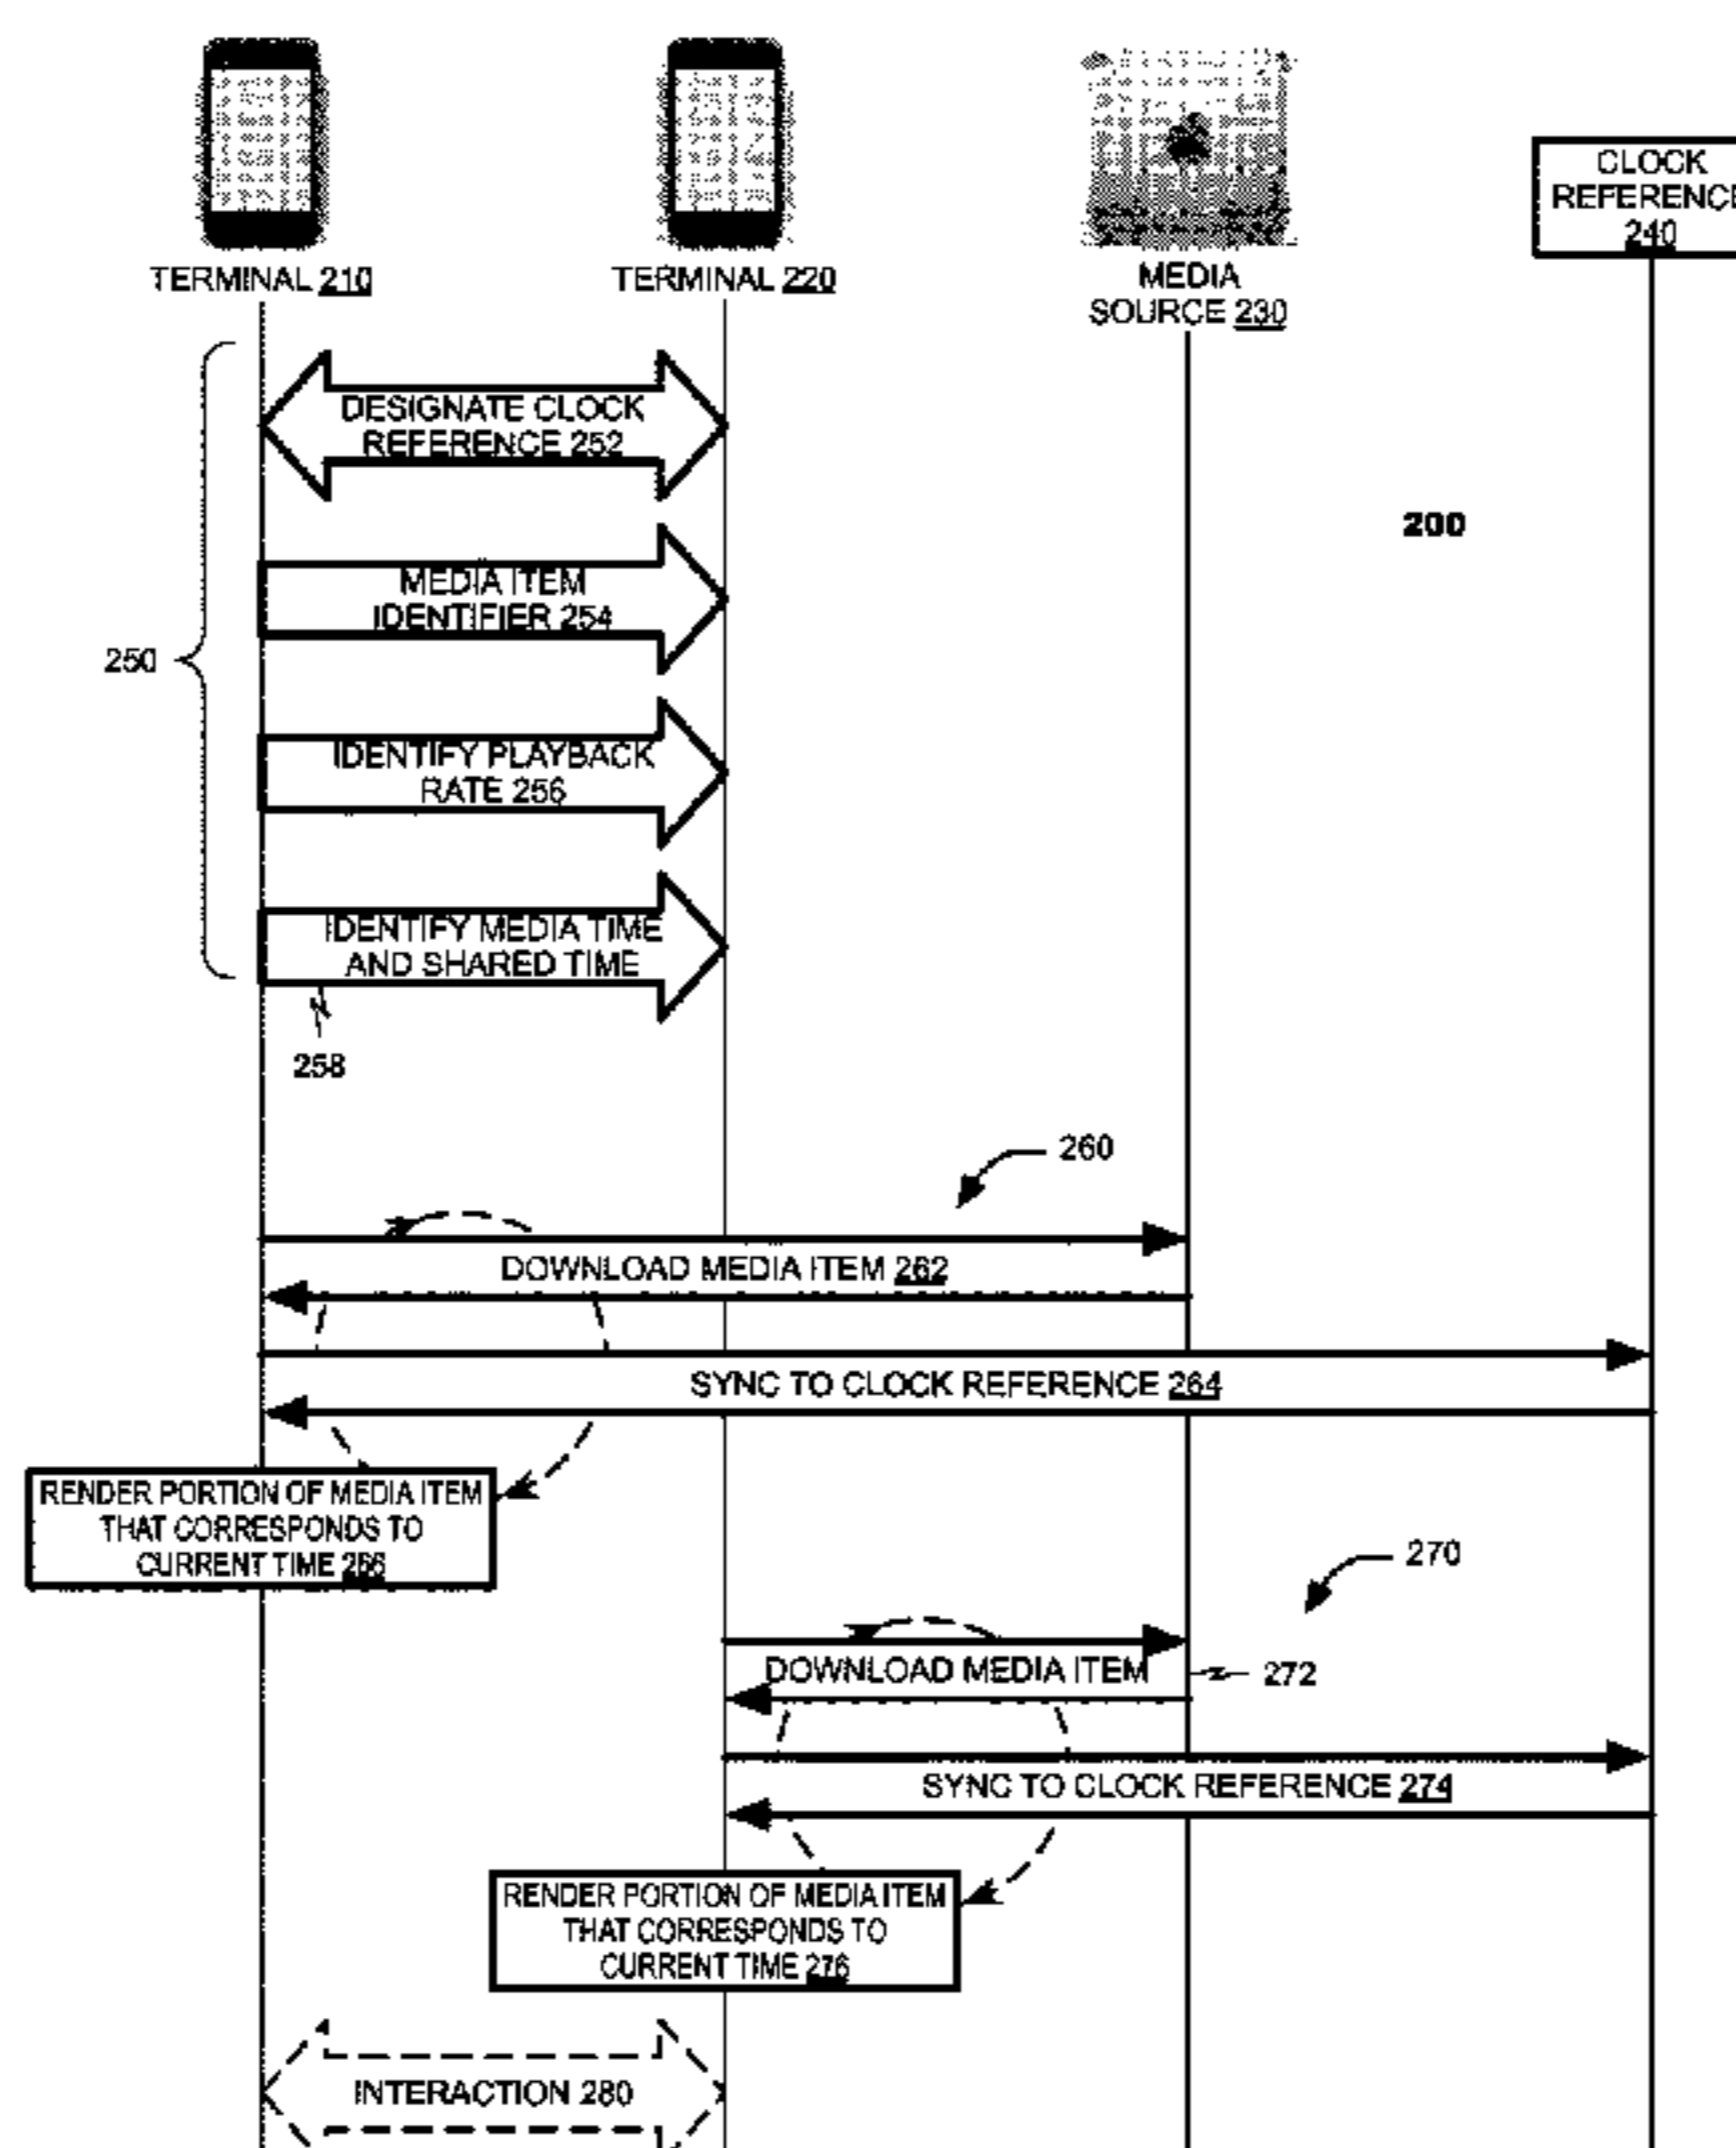 CLOCK
REFERENCE
240
TERMINAL 210
TERMINAL 220
MEDIA
SOURCE 230
DESIGNATE CLOCK
REFERENCE 252
200
MEDIA ITEM
IDENTIFIER 254
250
IDENTIFY PLAYBACK
RATE 256
IDENTIFY MEDIA TIME
AND SHARED TIME
258
260
DOWNLOAD MEDIA ITEM 262
SYNC TO CLOCK REFERENCE 264
RENDER PORTION OF MEDIA ITEM
THAT CORRESPONDS TO
CURRENT TIME 266
270
DOWNLOAD MEDIA ITEM
272
SYNC TO CLOCK REFERENCE 274
RENDER PORTION OF MEDIA ITEM
THAT CORRESPONDS TO
CURRENT TIME 276
INTERACTION 280